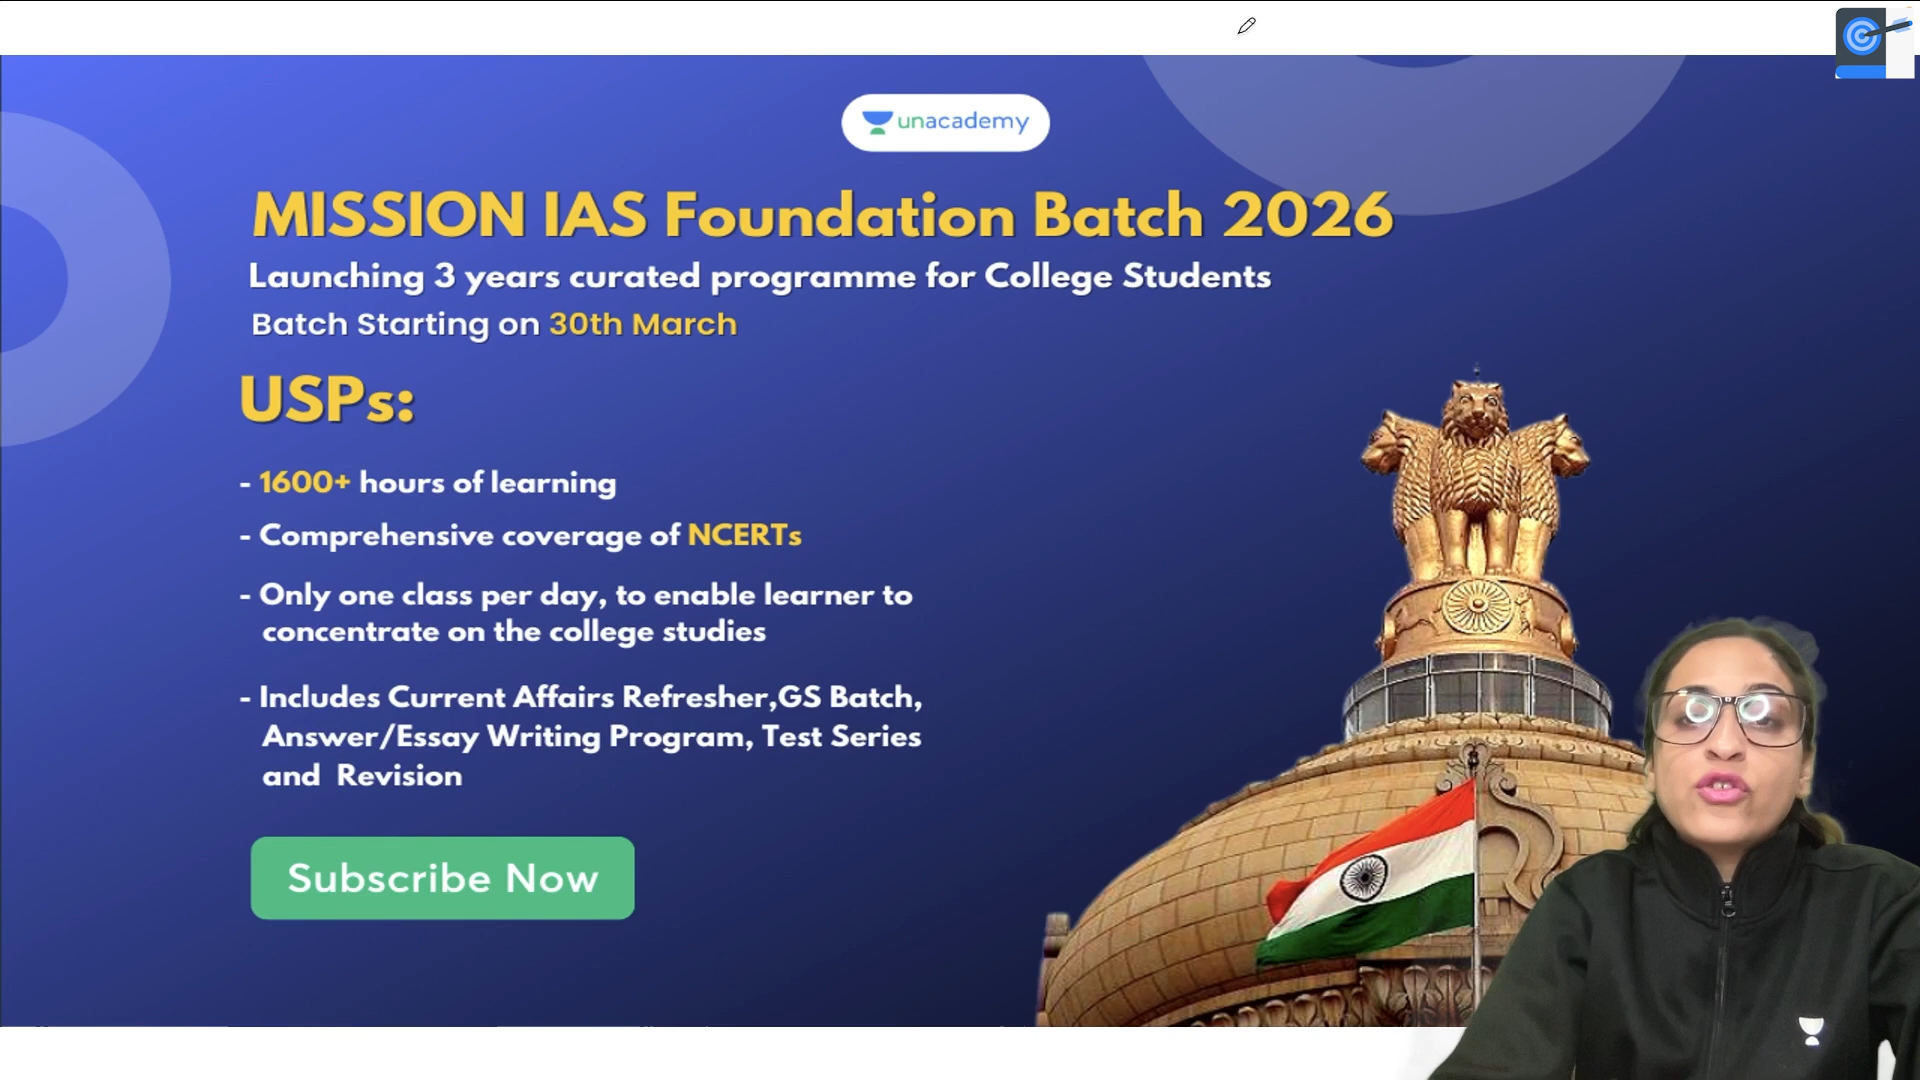 unacademy
MISSION IAS Foundation Batch 2026
Launching 3 years curated programme for College Students
Batch Starting on 30th March
USPs:
- 1600+ hours of learning
- Comprehensive coverage of NCERTs
- Only one class per day, to enable learner to
concentrate on the college studies
- Includes Current Affairs Refresher,GS Batch,
Answer/Essay Writing Program, Test Series
and Revision
Subscribe Now